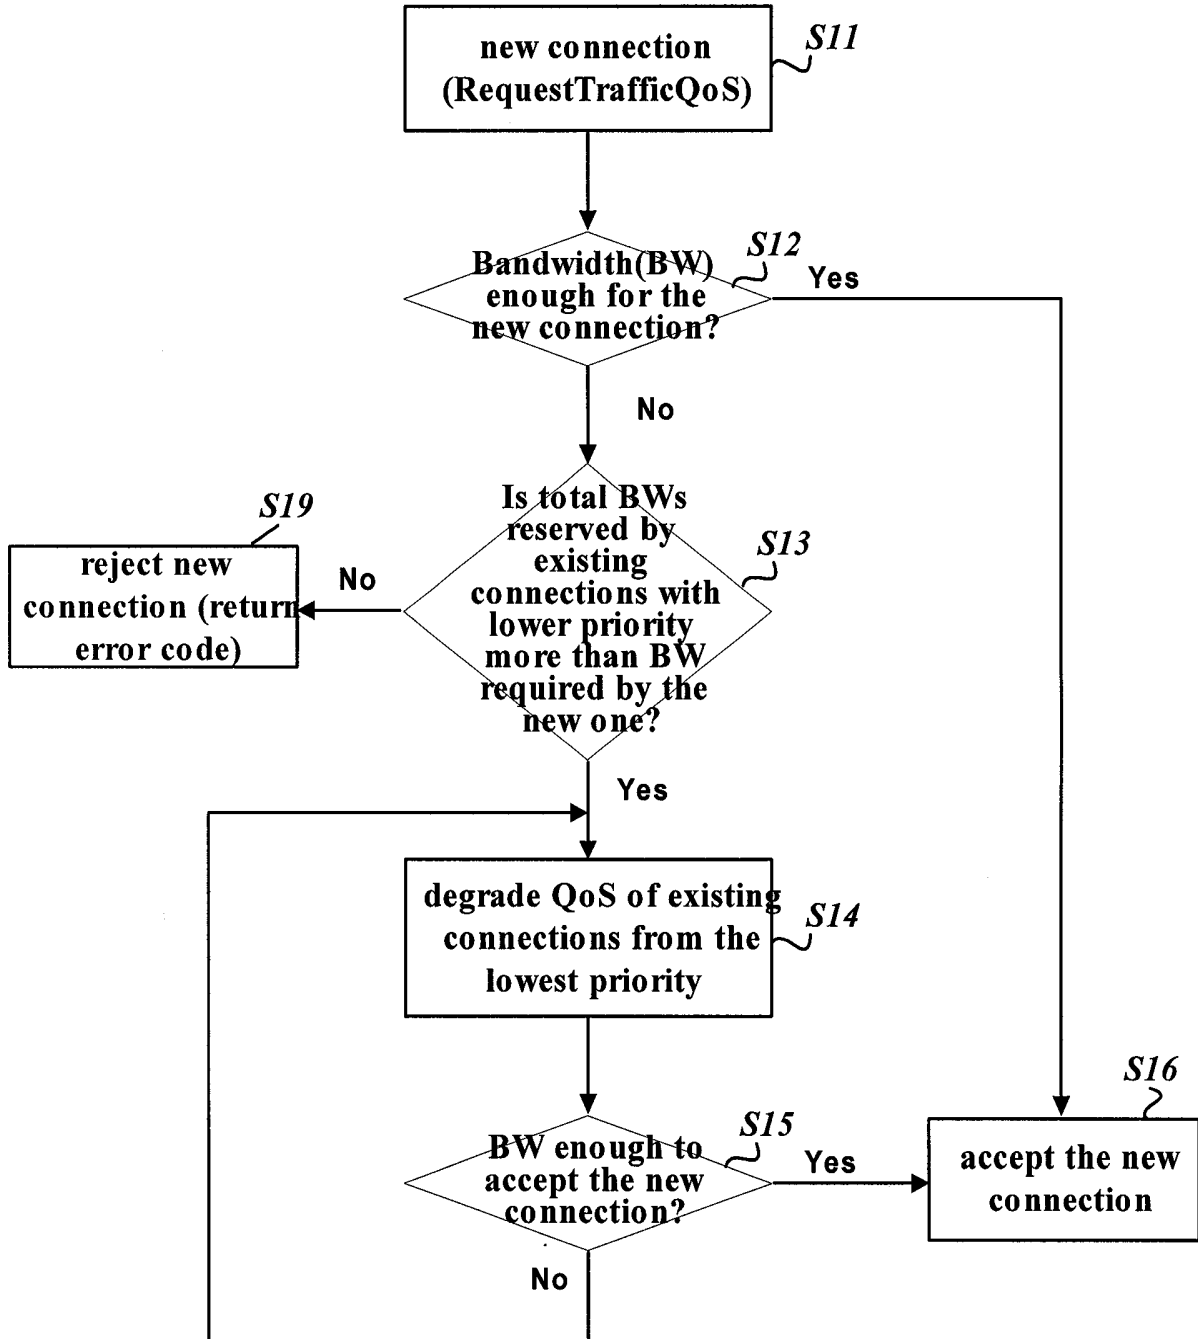 new connection
(RequestTrafficQoS)
S11
Bandwidth(BW)
enough for the
new connection?
S12
Yes
No
Is total BWs
reserved by
existing
connections with
lower priority
more than BW
required by the
new one?
S13
No
S19
reject new
connection (return
error code)
Yes
degrade QoS of existing
connections from the
lowest priority
S14
BW enough to
accept the new
connection?
S15
Yes
S16
accept the new
connection
No